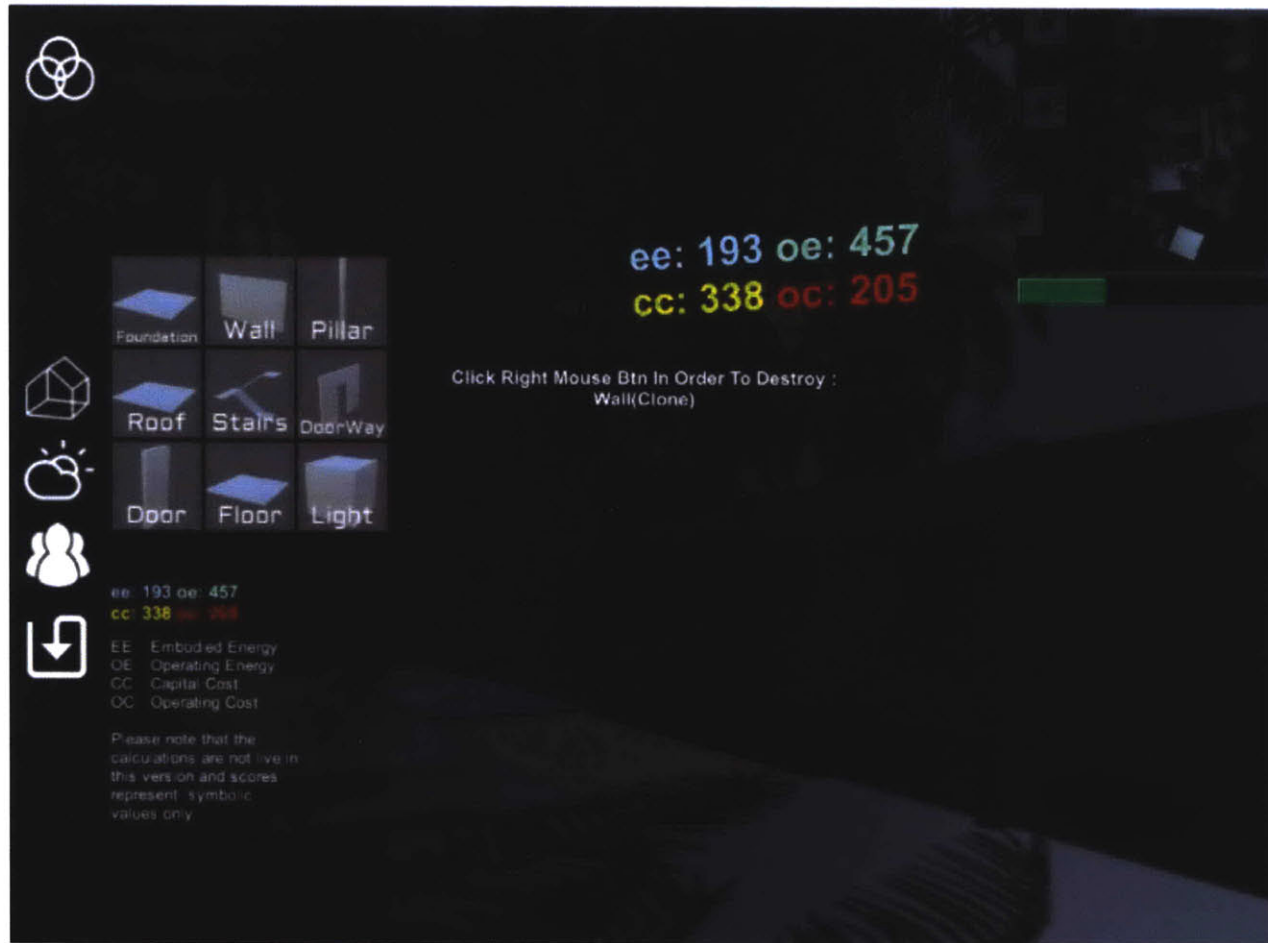 ee: 193 oe: 457
cc: 338 oc: 205
Foundation Wall Pillar
Click Right Mouse Btn In Order To Destroy :
Wall(Clone)
Roof Stairs DoorWay
Door Floor Light
ee: 193 oe: 457
cc: 338 oc: 205
EE Embodied Energy
OE Operating Energy
CC Capital Cost
OC Operating Cost
Please note that the
calculations are not live in
this version and scores
represent symbolic
values only